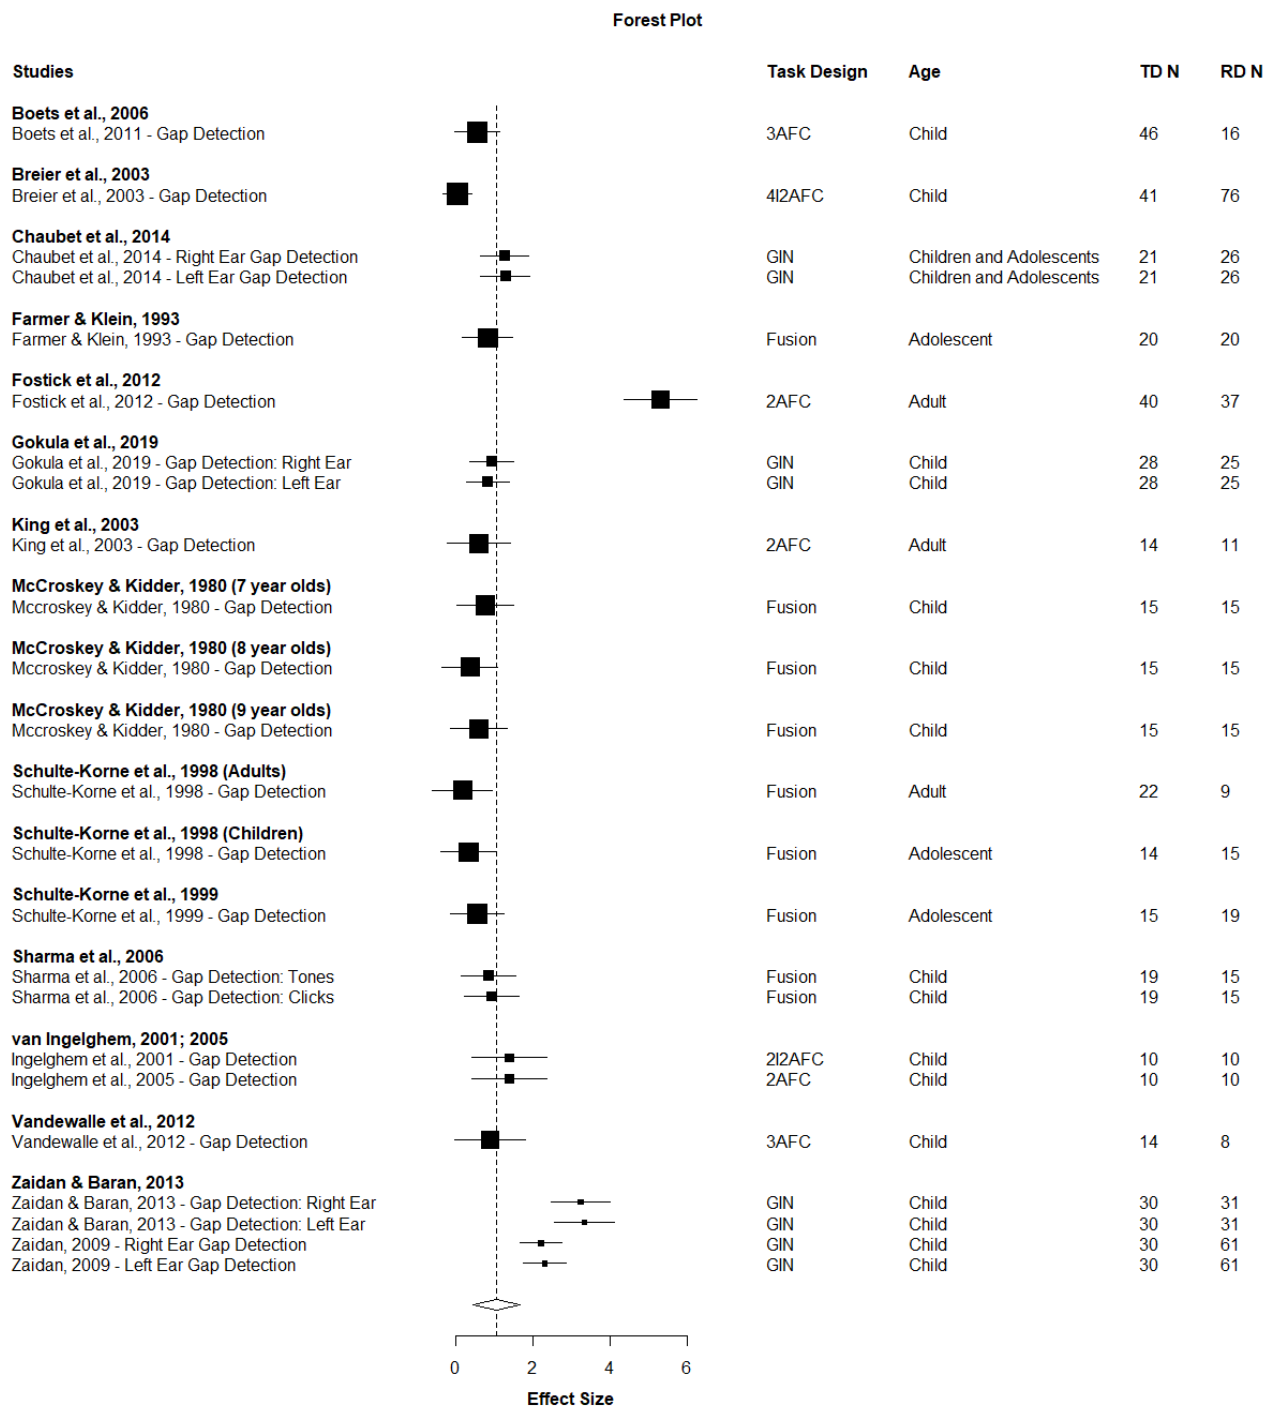 Forest Plot
Studies Task Design Age TD N RD N
Boets et al., 2006
Boets et al., 2011 - Gap Detection 3AFC Child 46 16
Breier et al., 2003
Breier et al., 2003 - Gap Detection 4I2AFC Child 41 76
Chaubet et al., 2014
Chaubet et al., 2014 - Right Ear Gap Detection GIN Children and Adolescents 21 26
Chaubet et al., 2014 - Left Ear Gap Detection GIN Children and Adolescents 21 26
Farmer & Klein, 1993
Farmer & Klein, 1993 - Gap Detection Fusion Adolescent 20 20
Fostick et al., 2012
Fostick et al., 2012 - Gap Detection 2AFC Adult 40 37
Gokula et al., 2019
Gokula et al., 2019 - Gap Detection: Right Ear GIN Child 28 25
Gokula et al., 2019 - Gap Detection: Left Ear GIN Child 28 25
King et al., 2003
King et al., 2003 - Gap Detection 2AFC Adult 14 11
McCroskey & Kidder, 1980 (7 year olds)
Mccroskey & Kidder, 1980 - Gap Detection Fusion Child 15 15
McCroskey & Kidder, 1980 (8 year olds)
Mccroskey & Kidder, 1980 - Gap Detection Fusion Child 15 15
McCroskey & Kidder, 1980 (9 year olds)
Mccroskey & Kidder, 1980 - Gap Detection Fusion Child 15 15
Schulte-Korne et al., 1998 (Adults)
Schulte-Korne et al., 1998 - Gap Detection Fusion Adult 22 9
Schulte-Korne et al., 1998 (Children)
Schulte-Korne et al., 1998 - Gap Detection Fusion Adolescent 14 15
Schulte-Korne et al., 1999
Schulte-Korne et al., 1999 - Gap Detection Fusion Adolescent 15 19
Sharma et al., 2006
Sharma et al., 2006 - Gap Detection: Tones Fusion Child 19 15
Sharma et al., 2006 - Gap Detection: Clicks Fusion Child 19 15
van Ingelghem, 2001; 2005
Ingelghem et al., 2001 - Gap Detection 2I2AFC Child 10 10
Ingelghem et al., 2005 - Gap Detection 2AFC Child 10 10
Vandewalle et al., 2012
Vandewalle et al., 2012 - Gap Detection 3AFC Child 14 8
Zaidan & Baran, 2013
Zaidan & Baran, 2013 - Gap Detection: Right Ear GIN Child 30 31
Zaidan & Baran, 2013 - Gap Detection: Left Ear GIN Child 30 31
Zaidan, 2009 - Right Ear Gap Detection GIN Child 30 61
Zaidan, 2009 - Left Ear Gap Detection GIN Child 30 61
0 2 4 6
Effect Size